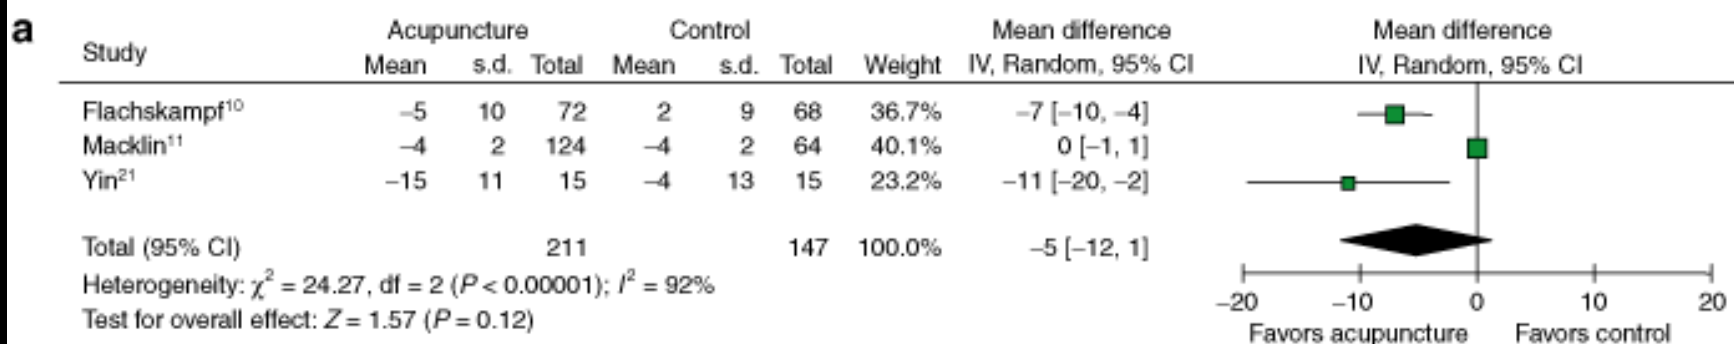 a
Acupuncture Control Mean difference Mean difference
Study Mean s.d. Total Mean s.d. Total Weight IV, Random, 95% CI IV, Random, 95% CI
Flachskampf¹⁰ –5 10 72 2 9 68 36.7% –7 [–10, –4]
Macklin¹¹ –4 2 124 –4 2 64 40.1% 0 [–1, 1]
Yin²¹ –15 11 15 –4 13 15 23.2% –11 [–20, –2]
Total (95% CI) 211 147 100.0% –5 [–12, 1]
Heterogeneity: χ² = 24.27, df = 2 (P < 0.00001); I² = 92%
Test for overall effect: Z = 1.57 (P = 0.12)
–20 –10 0 10 20
Favors acupuncture Favors control